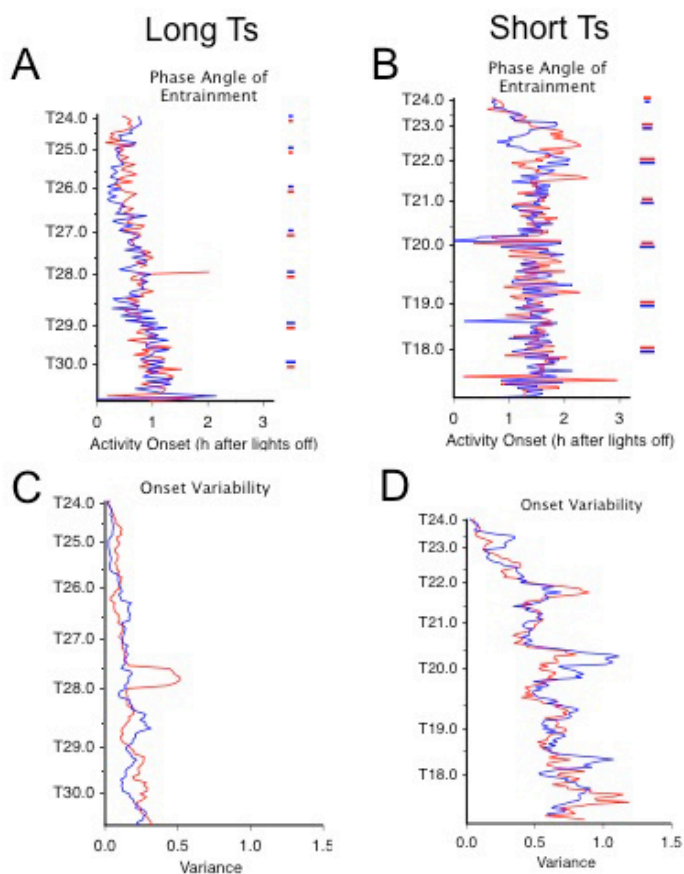 Long Ts
Short Ts
A
Phase Angle of
Entrainment
T24.0
T25.0
T26.0
T27.0
T28.0
T29.0
T30.0
0
1
2
3
Activity Onset (h after lights off)
B
Phase Angle of
Entrainment
T24.0
T23.0
T22.0
T21.0
T20.0
T19.0
T18.0
0
1
2
3
Activity Onset (h after lights off)
C
Onset Variability
T24.0
T25.0
T26.0
T27.0
T28.0
T29.0
T30.0
0.0
0.5
1.0
1.5
Variance
D
Onset Variability
T24.0
T23.0
T22.0
T21.0
T20.0
T19.0
T18.0
0.0
0.5
1.0
1.5
Variance